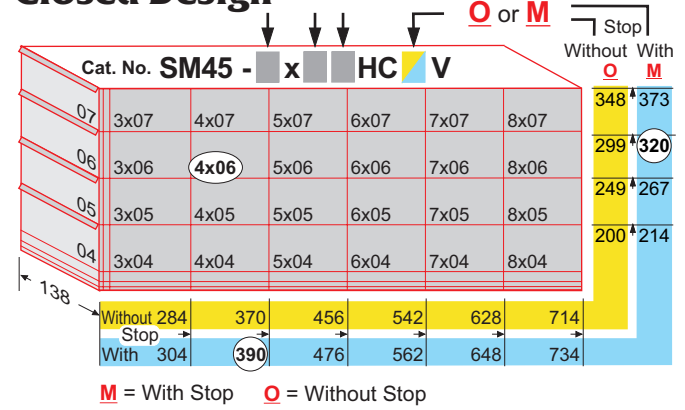 Closed Design
O or M
Stop
Without With
O M
Cat. No. SM45 - x HC V
348 373
07 3x07 4x07 5x07 6x07 7x07 8x07
299 320
06 3x06 4x06 5x06 6x06 7x06 8x06
249 267
05 3x05 4x05 5x05 6x05 7x05 8x05
200 214
04 3x04 4x04 5x04 6x04 7x04 8x04
138
Without 284 370 456 542 628 714
Stop
With 304 390 476 562 648 734
M = With Stop O = Without Stop